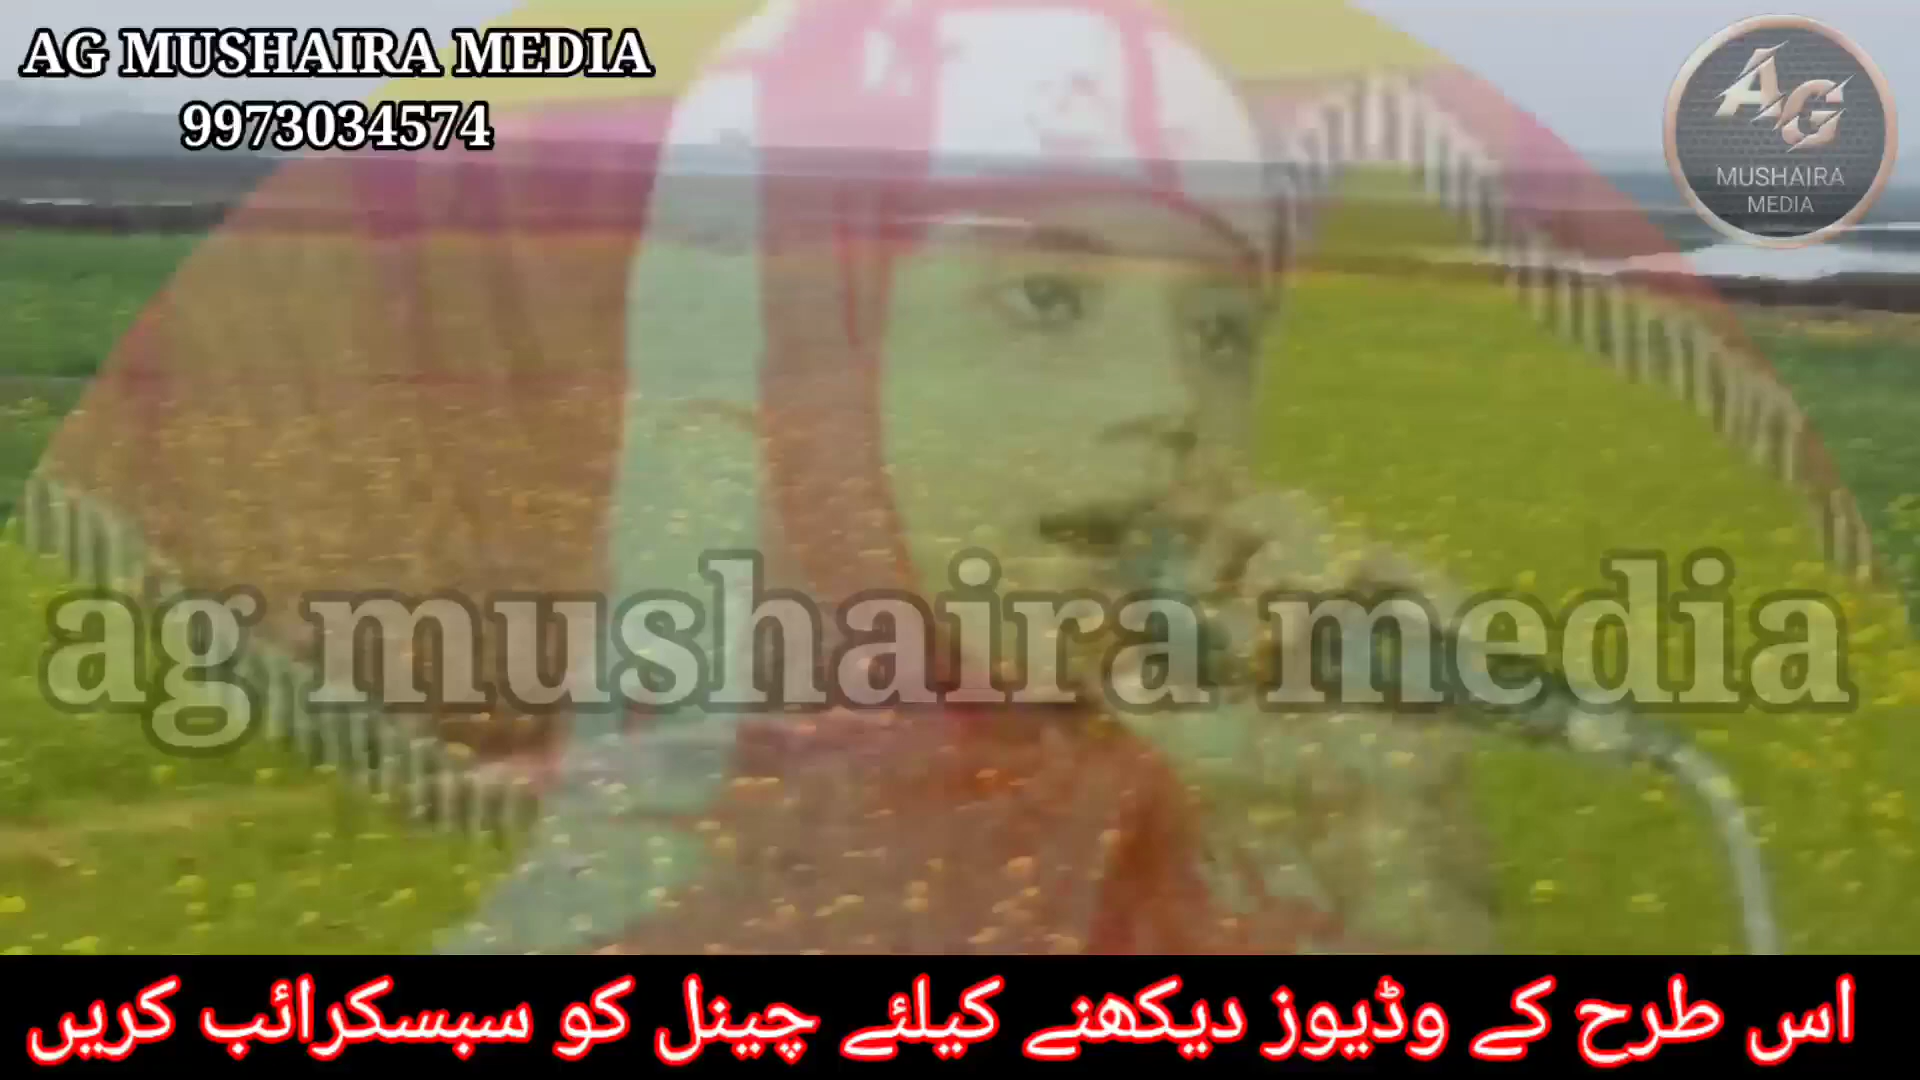 AG MUSHAIRA MEDIA
9973034574
AG
MUSHAIRA
MEDIA
ag mushaira media
اس طرح کے وڈیوز دیکھنے کیلئے چینل کو سبسکرائب کریں